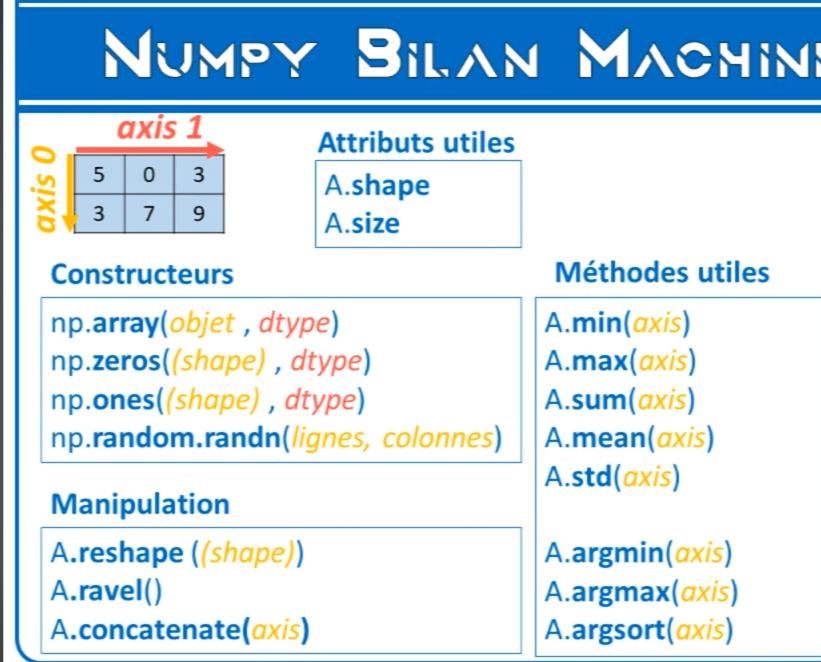 NUMPY BILAN MACHIN
axis 1
axis 0
5 0 3
3 7 9
Attributs utiles
A.shape
A.size
Constructeurs
np.array(objet , dtype)
np.zeros((shape) , dtype)
np.ones((shape) , dtype)
np.random.randn(lignes, colonnes)
Manipulation
A.reshape ((shape))
A.ravel()
A.concatenate(axis)
Méthodes utiles
A.min(axis)
A.max(axis)
A.sum(axis)
A.mean(axis)
A.std(axis)
A.argmin(axis)
A.argmax(axis)
A.argsort(axis)